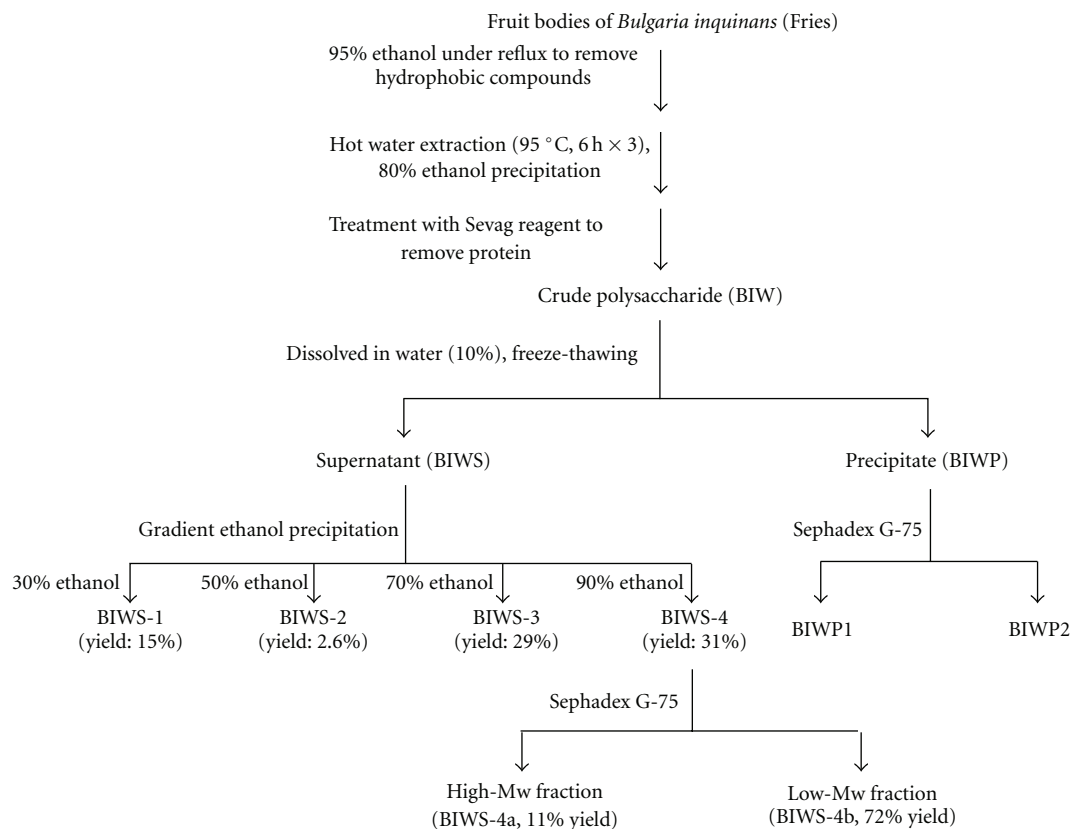 Fruit bodies of Bulgaria inquinans (Fries)
95% ethanol under reflux to remove
hydrophobic compounds
Hot water extraction (95 °C, 6 h × 3),
80% ethanol precipitation
Treatment with Sevag reagent to
remove protein
Crude polysaccharide (BIW)
Dissolved in water (10%), freeze-thawing
Supernatant (BIWS)
Precipitate (BIWP)
Gradient ethanol precipitation
Sephadex G-75
30% ethanol
50% ethanol
70% ethanol
90% ethanol
BIWS-1
(yield: 15%)
BIWS-2
(yield: 2.6%)
BIWS-3
(yield: 29%)
BIWS-4
(yield: 31%)
BIWP1
BIWP2
Sephadex G-75
High-Mw fraction
(BIWS-4a, 11% yield)
Low-Mw fraction
(BIWS-4b, 72% yield)